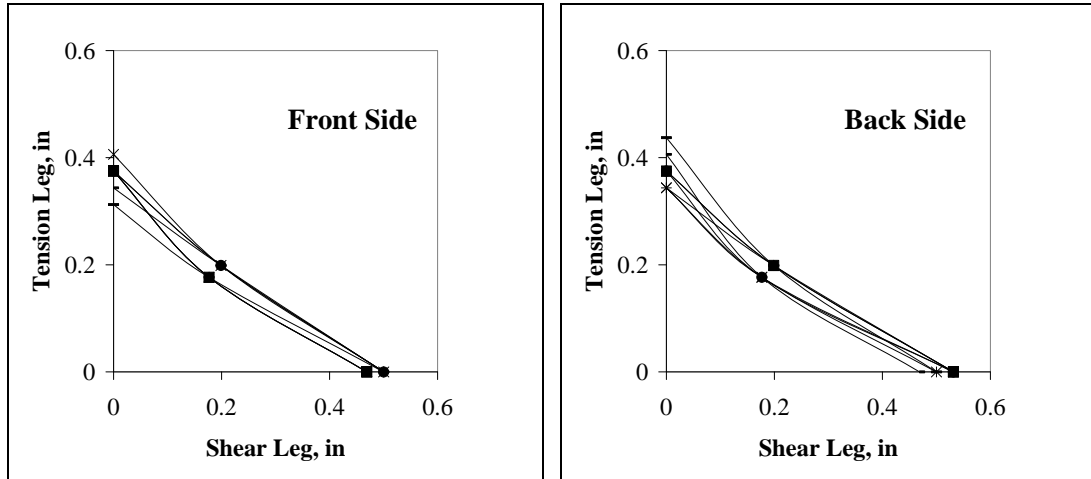 0.6
Front Side
0.4
0.2
0
0 0.2 0.4 0.6
Tension Leg, in
Shear Leg, in
0.6
Back Side
0.4
0.2
0
0 0.2 0.4 0.6
Tension Leg, in
Shear Leg, in